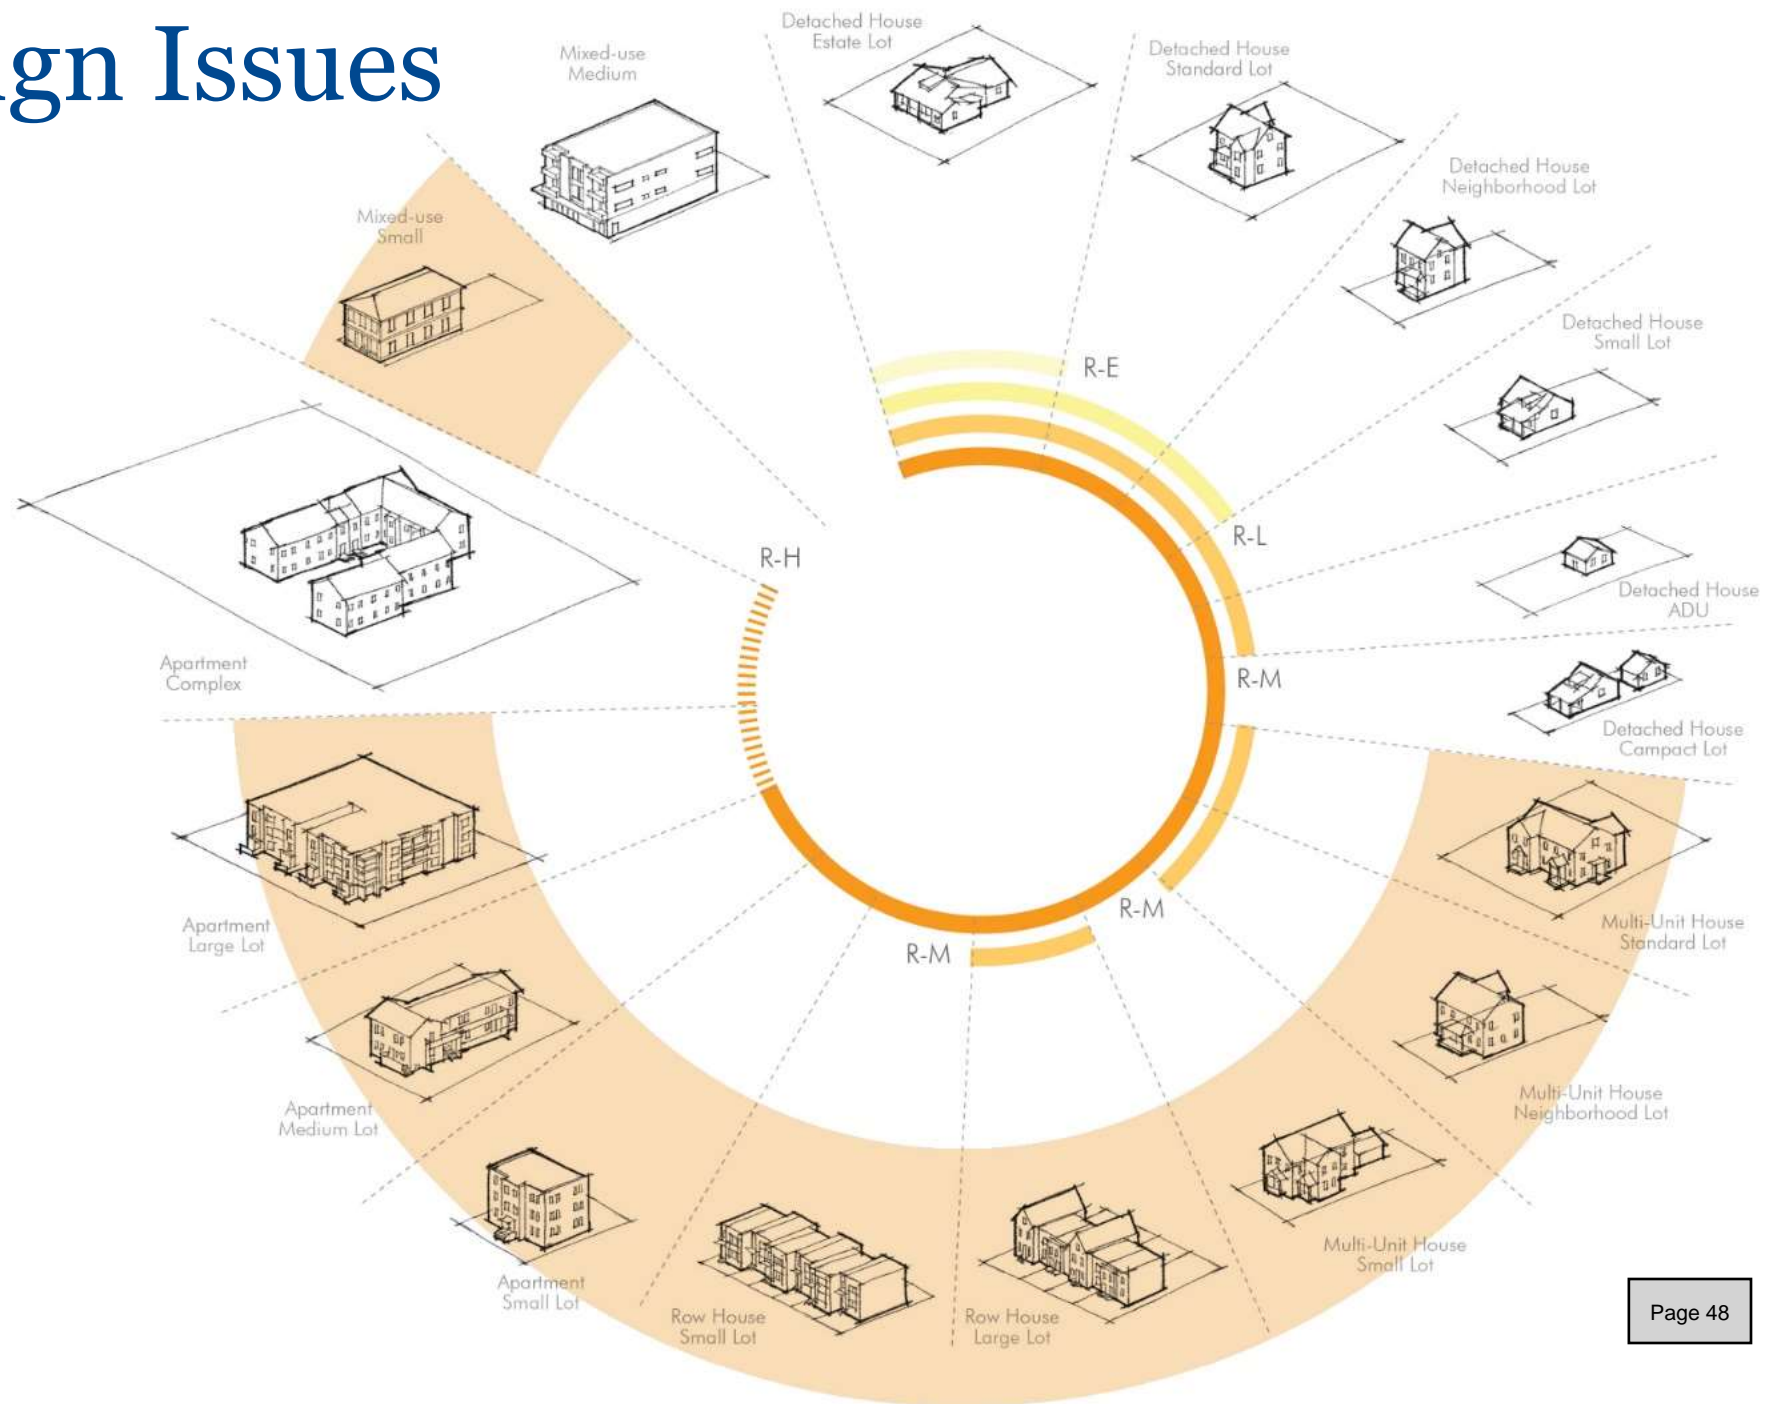 ign Issues
Detached House
Estate Lot
Mixed-use
Medium
Detached House
Standard Lot
Detached House
Neighborhood Lot
Mixed-use
Small
Detached House
Small Lot
R-E
R-L
R-H
Detached House
ADU
Apartment
Complex
R-M
Detached House
Campact Lot
Apartment
Large Lot
R-M
R-M
Multi-Unit House
Standard Lot
Apartment
Medium Lot
Multi-Unit House
Neighborhood Lot
Apartment
Small Lot
Row House
Small Lot
Row House
Large Lot
Multi-Unit House
Small Lot
Page 48